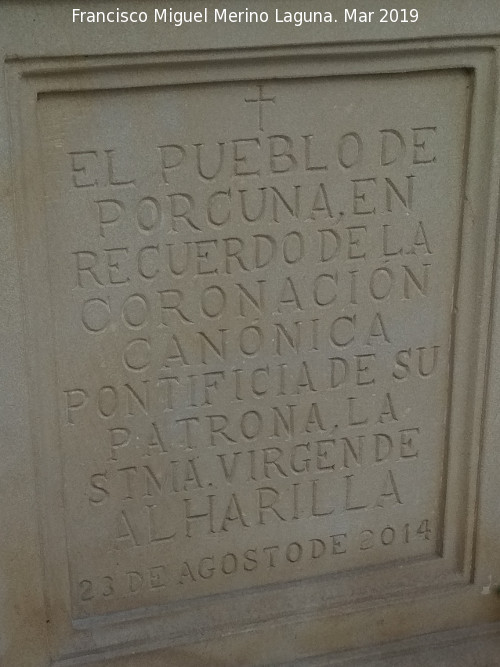 Francisco Miguel Merino Laguna. Mar 2019
EL PUEBLO DE
PORCUNA, EN
RECUERDO DE LA
CORONACIÓN
CANÓNICA
PONTIFICIA DE SU
PATRONA, LA
STMA. VIRGEN DE
ALHARILLA
23 DE AGOSTO DE 2014